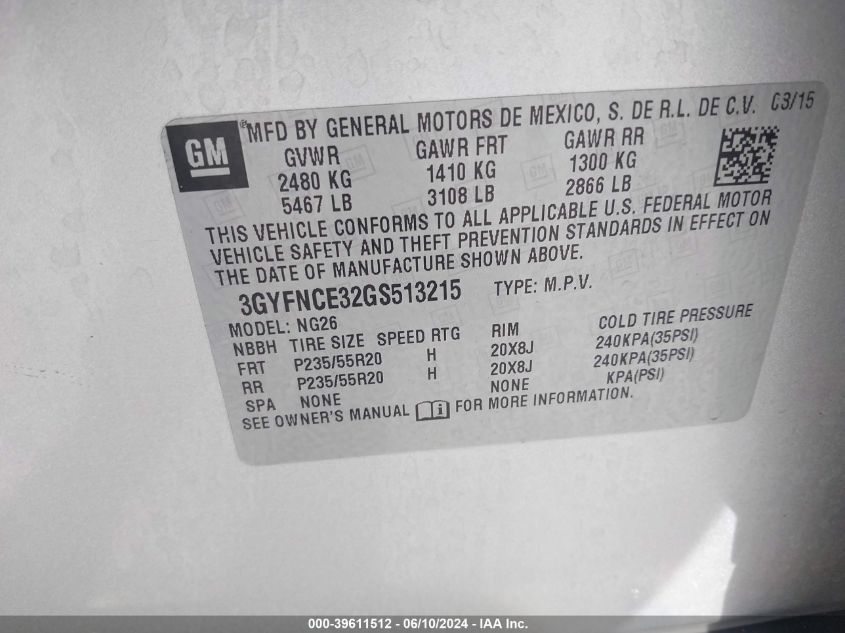 GM
® MFD BY GENERAL MOTORS DE MEXICO, S. DE R.L. DE C.V. 03/15
GVWR GAWR FRT GAWR RR
2480 KG 1410 KG 1300 KG
5467 LB 3108 LB 2866 LB
THIS VEHICLE CONFORMS TO ALL APPLICABLE U.S. FEDERAL MOTOR
VEHICLE SAFETY AND THEFT PREVENTION STANDARDS IN EFFECT ON
THE DATE OF MANUFACTURE SHOWN ABOVE.
3GYFNCE32GS513215 TYPE: M.P.V.
MODEL: NG26
NBBH TIRE SIZE SPEED RTG RIM COLD TIRE PRESSURE
FRT P235/55R20 H 20X8J 240KPA(35PSI)
RR P235/55R20 H 20X8J 240KPA(35PSI)
SPA NONE NONE KPA(PSI)
SEE OWNER'S MANUAL FOR MORE INFORMATION.
000-39611512 - 06/10/2024 - IAA Inc.